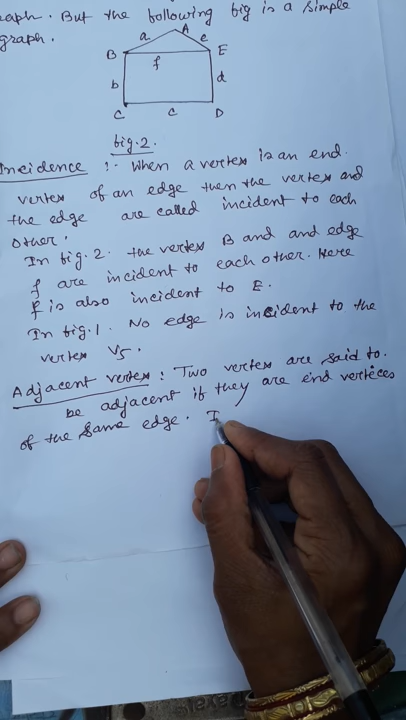 aph. But the following fig is a simple
graph.
A
a e
B E
f
b d
C c D
fig.2.
Incidence :- When a vertex is an end
vertex of an edge then the vertex and
the edge are called incident to each
other.
In fig. 2. the vertex B and and edge
f are incident to each other. Here
f is also incident to E.
In fig.1. No edge is incident to the
vertex V5.
Adjacent vertex : Two vertex are said to.
be adjacent if they are end vertices
of the same edge. I